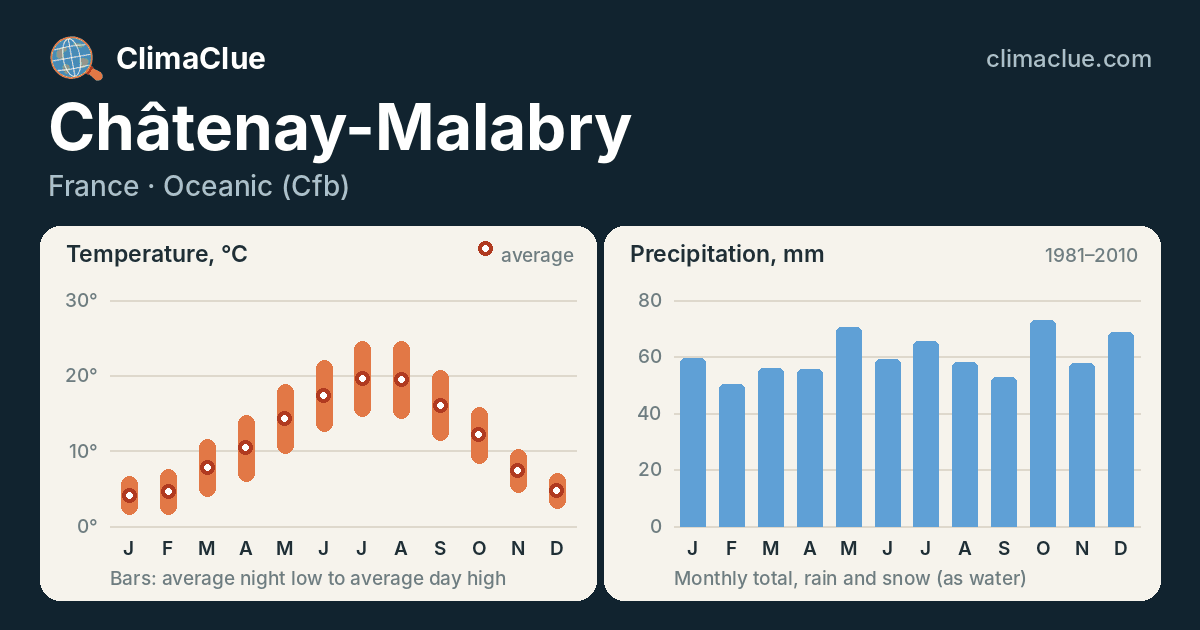 ClimaClue
climaclue.com
Châtenay-Malabry
France · Oceanic (Cfb)
Temperature, °C
average
30°
20°
10°
0°
J F M A M J J A S O N D
Bars: average night low to average day high
Precipitation, mm
1981–2010
80
60
40
20
0
J F M A M J J A S O N D
Monthly total, rain and snow (as water)